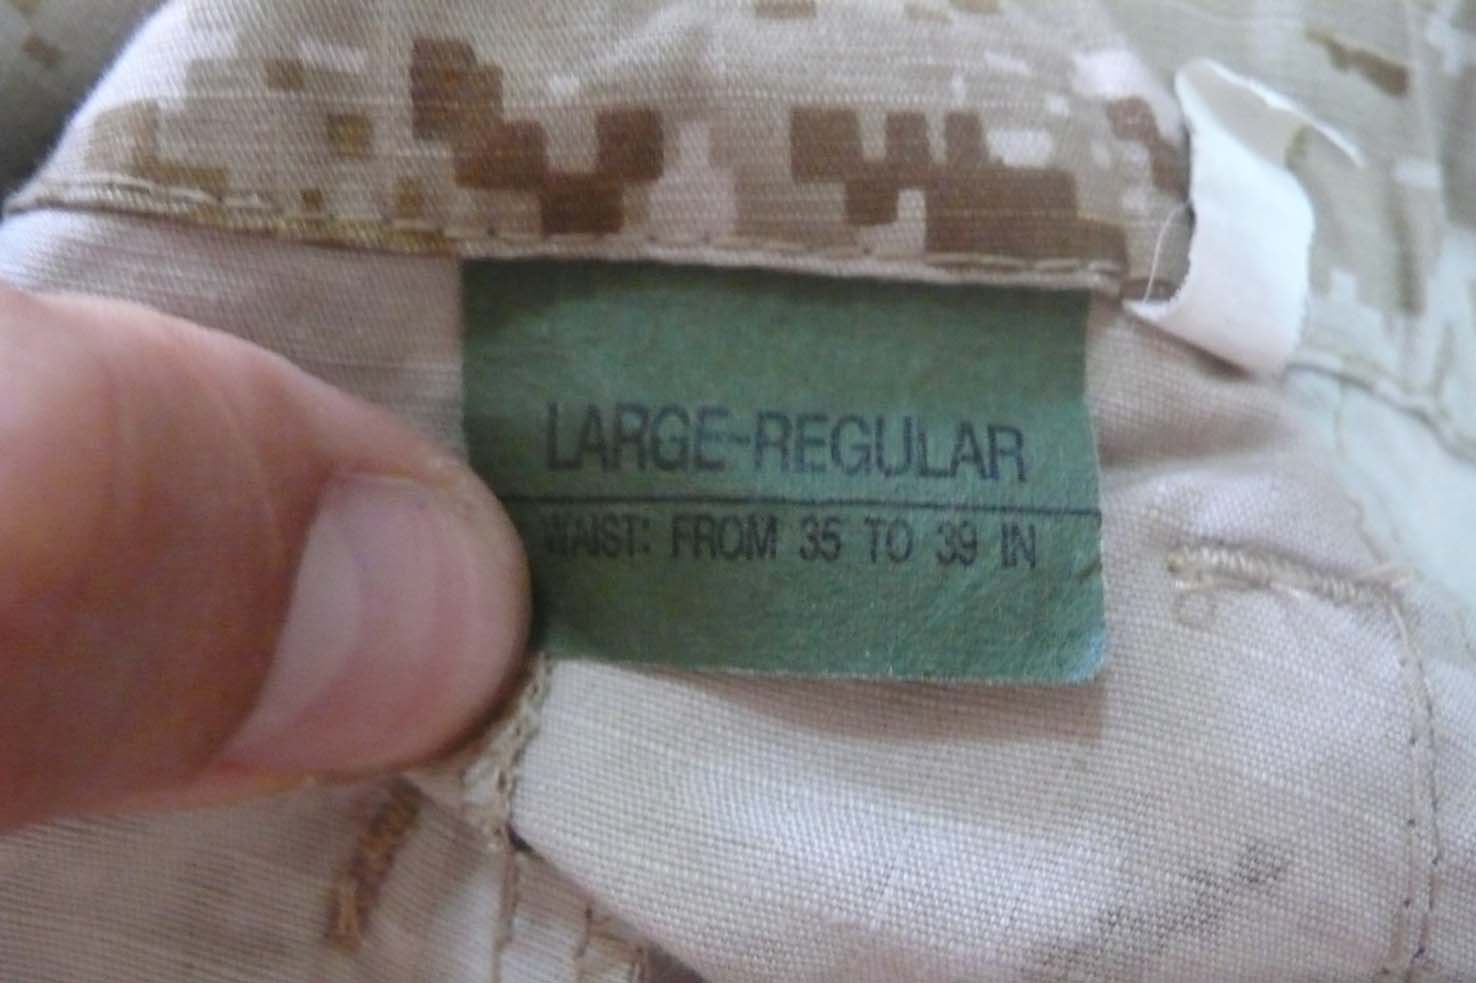 LARGE-REGULAR
WAIST: FROM 35 TO 39 IN